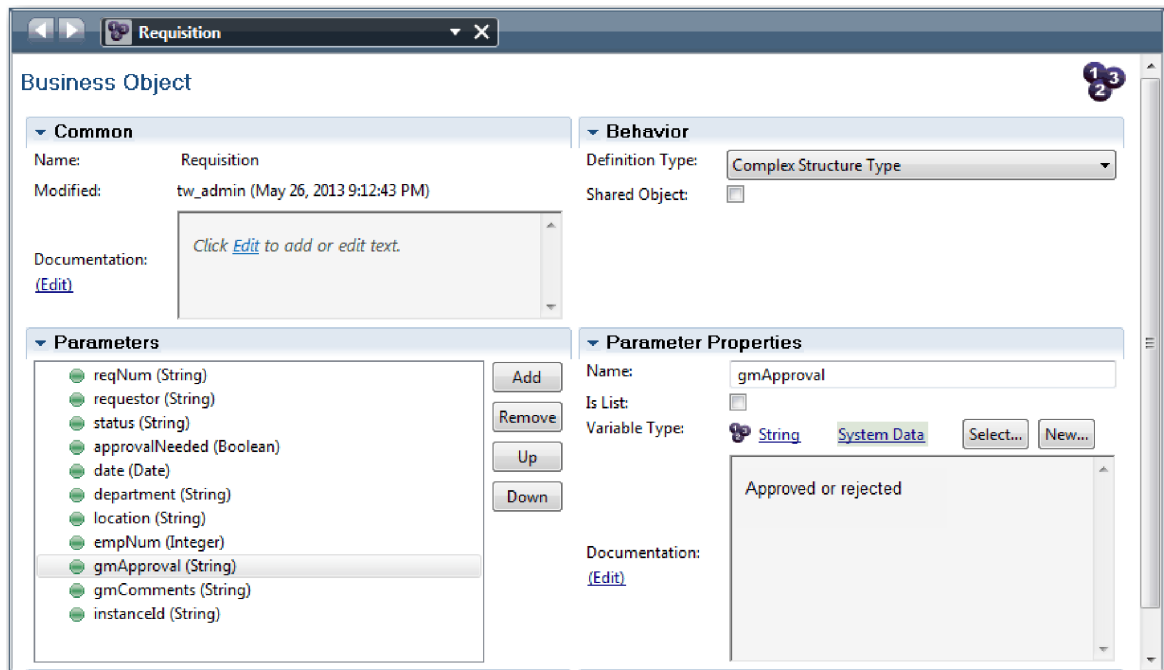 Requisition
Business Object
1 3
2
Common
Name: Requisition
Modified: tw_admin (May 26, 2013 9:12:43 PM)
Click Edit to add or edit text.
Documentation:
(Edit)
Behavior
Definition Type: Complex Structure Type
Shared Object:
Parameters
reqNum (String)
requestor (String)
status (String)
approvalNeeded (Boolean)
date (Date)
department (String)
location (String)
empNum (Integer)
gmApproval (String)
gmComments (String)
instanceId (String)
Add
Remove
Up
Down
Parameter Properties
Name: gmApproval
Is List:
Variable Type: String System Data Select... New...
Approved or rejected
Documentation:
(Edit)